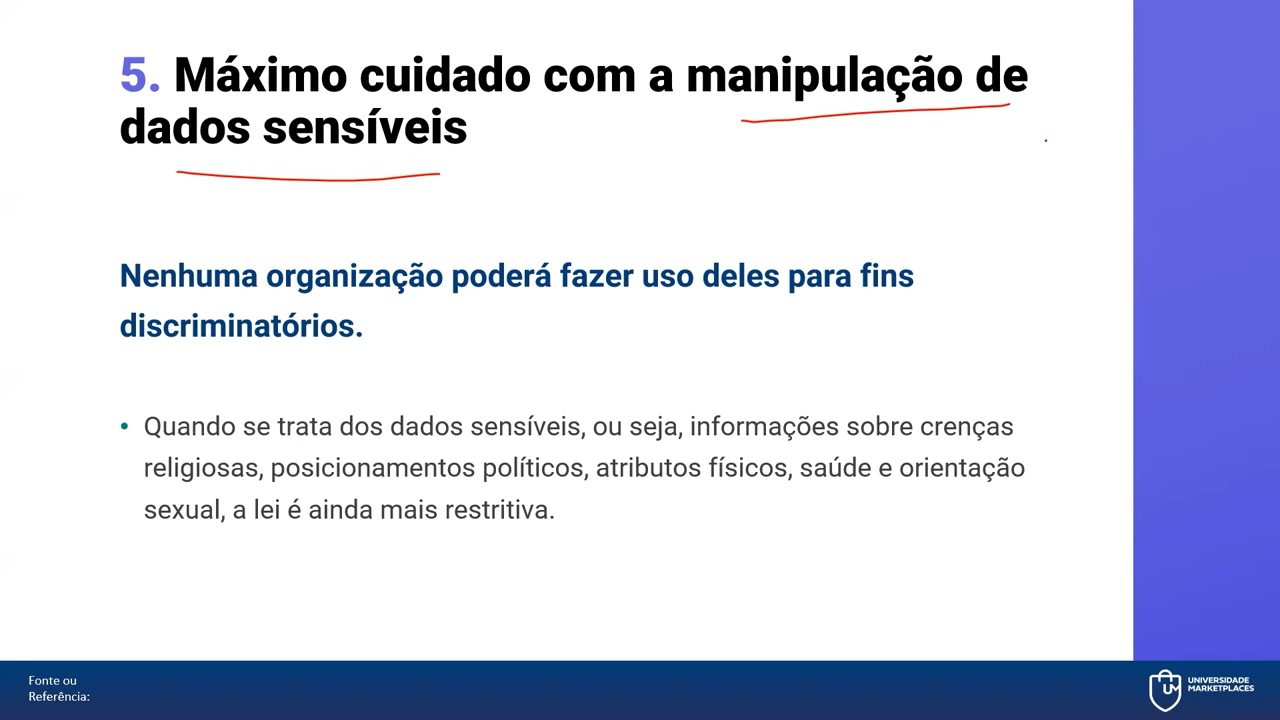 5. Máximo cuidado com a manipulação de
dados sensíveis
Nenhuma organização poderá fazer uso deles para fins
discriminatórios.
• Quando se trata dos dados sensíveis, ou seja, informações sobre crenças
religiosas, posicionamentos políticos, atributos físicos, saúde e orientação
sexual, a lei é ainda mais restritiva.
Fonte ou
Referência:
UM
UNIVERSIDADE
MARKETPLACES